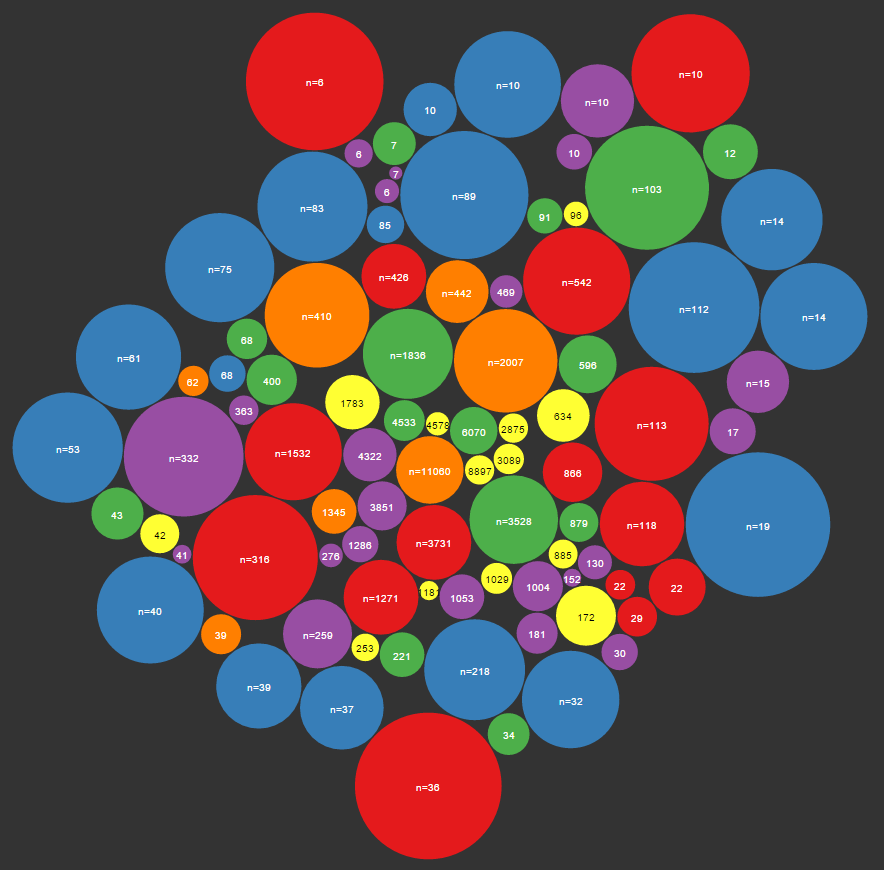 n=6
n=10
n=10
n=10
10
7
6
10
12
n=103
7
6
n=89
n=83
85
91
96
n=14
n=75
n=426
n=442
469
n=542
n=112
n=14
n=410
68
n=61
n=1836
n=2007
596
62
68
400
n=15
1783
363
634
4533
4578
6070
2875
n=113
17
n=53
n=332
n=1532
4322
n=11060
8897
3089
866
43
42
1345
3851
n=3528
879
n=118
n=19
41
n=316
276
1286
n=3731
885
130
n=40
n=1271
1053
1029
1004
152
22
22
39
n=259
253
221
181
172
29
30
n=39
n=37
n=218
n=32
34
n=36